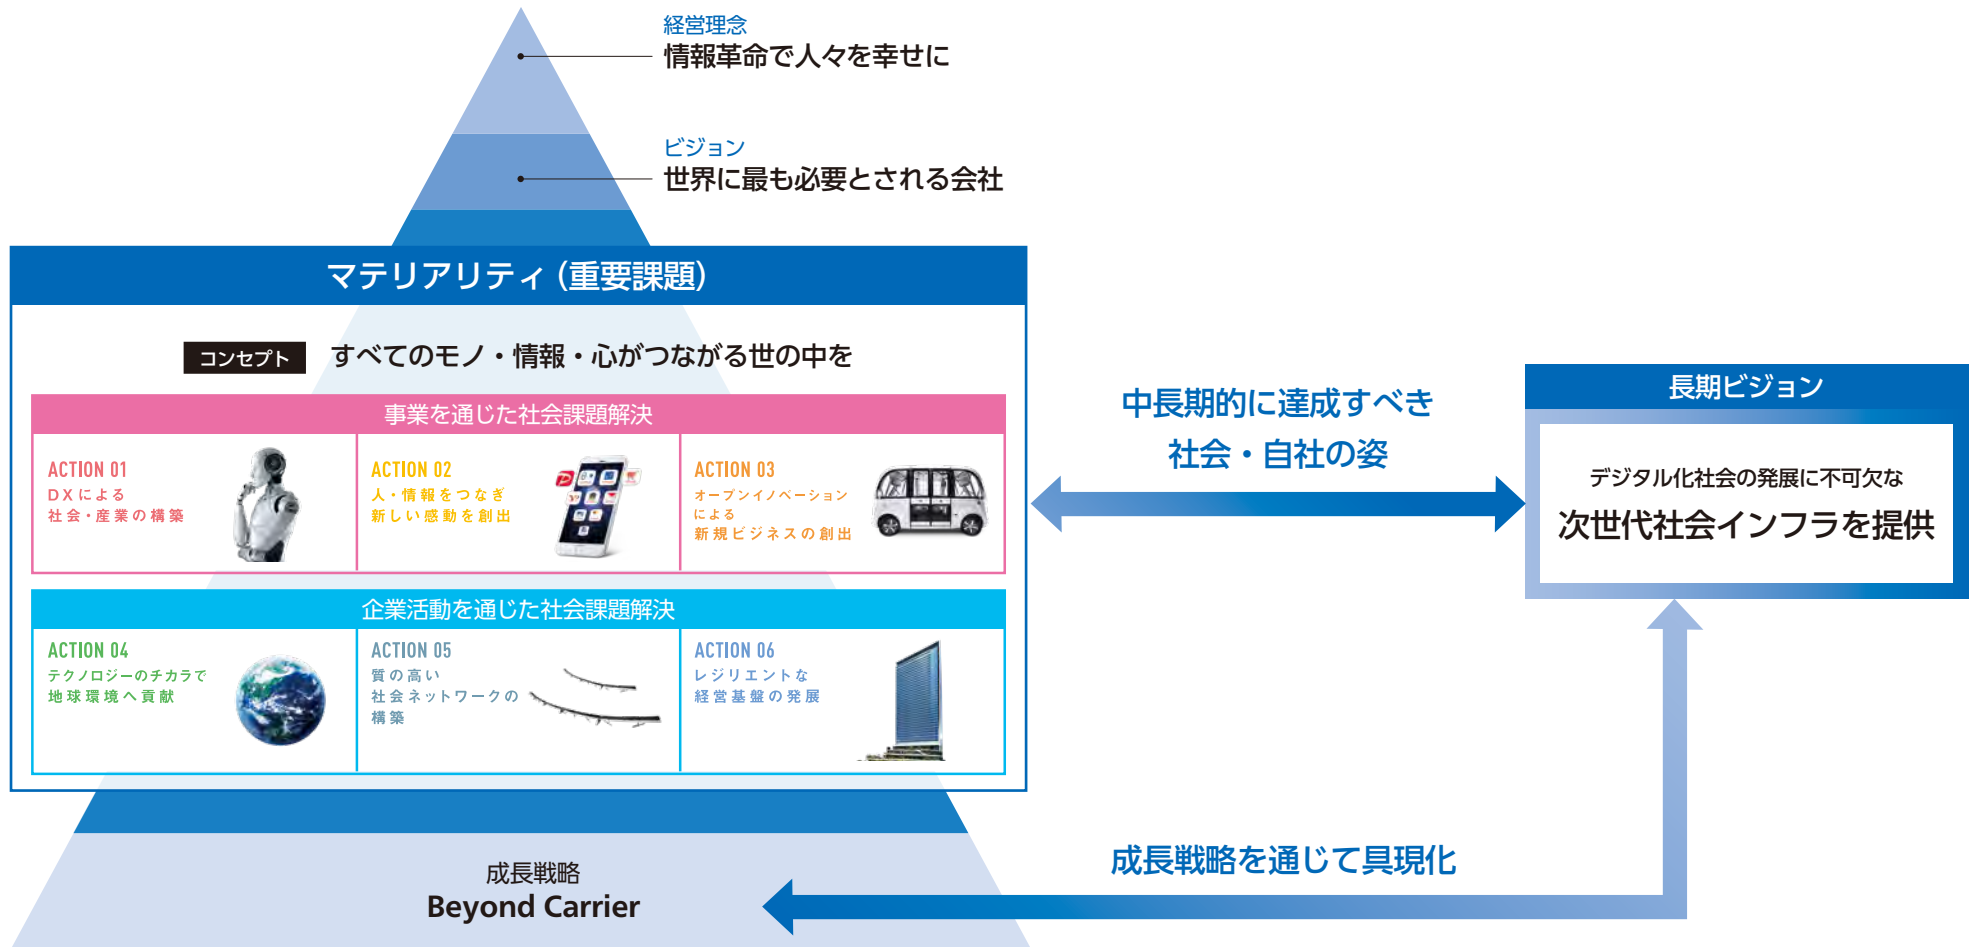 経営理念
情報革命で人々を幸せに
ビジョン
世界に最も必要とされる会社
マテリアリティ（重要課題）
コンセプト すべてのモノ・情報・心がつながる世の中を
事業を通じた社会課題解決
ACTION 01
DXによる
社会・産業の構築
ACTION 02
人・情報をつなぎ
新しい感動を創出
ACTION 03
オープンイノベーション
による
新規ビジネスの創出
企業活動を通じた社会課題解決
ACTION 04
テクノロジーのチカラで
地球環境へ貢献
ACTION 05
質の高い
社会ネットワークの
構築
ACTION 06
レジリエントな
経営基盤の発展
成長戦略
Beyond Carrier
中長期的に達成すべき
社会・自社の姿
長期ビジョン
デジタル化社会の発展に不可欠な
次世代社会インフラを提供
成長戦略を通じて具現化